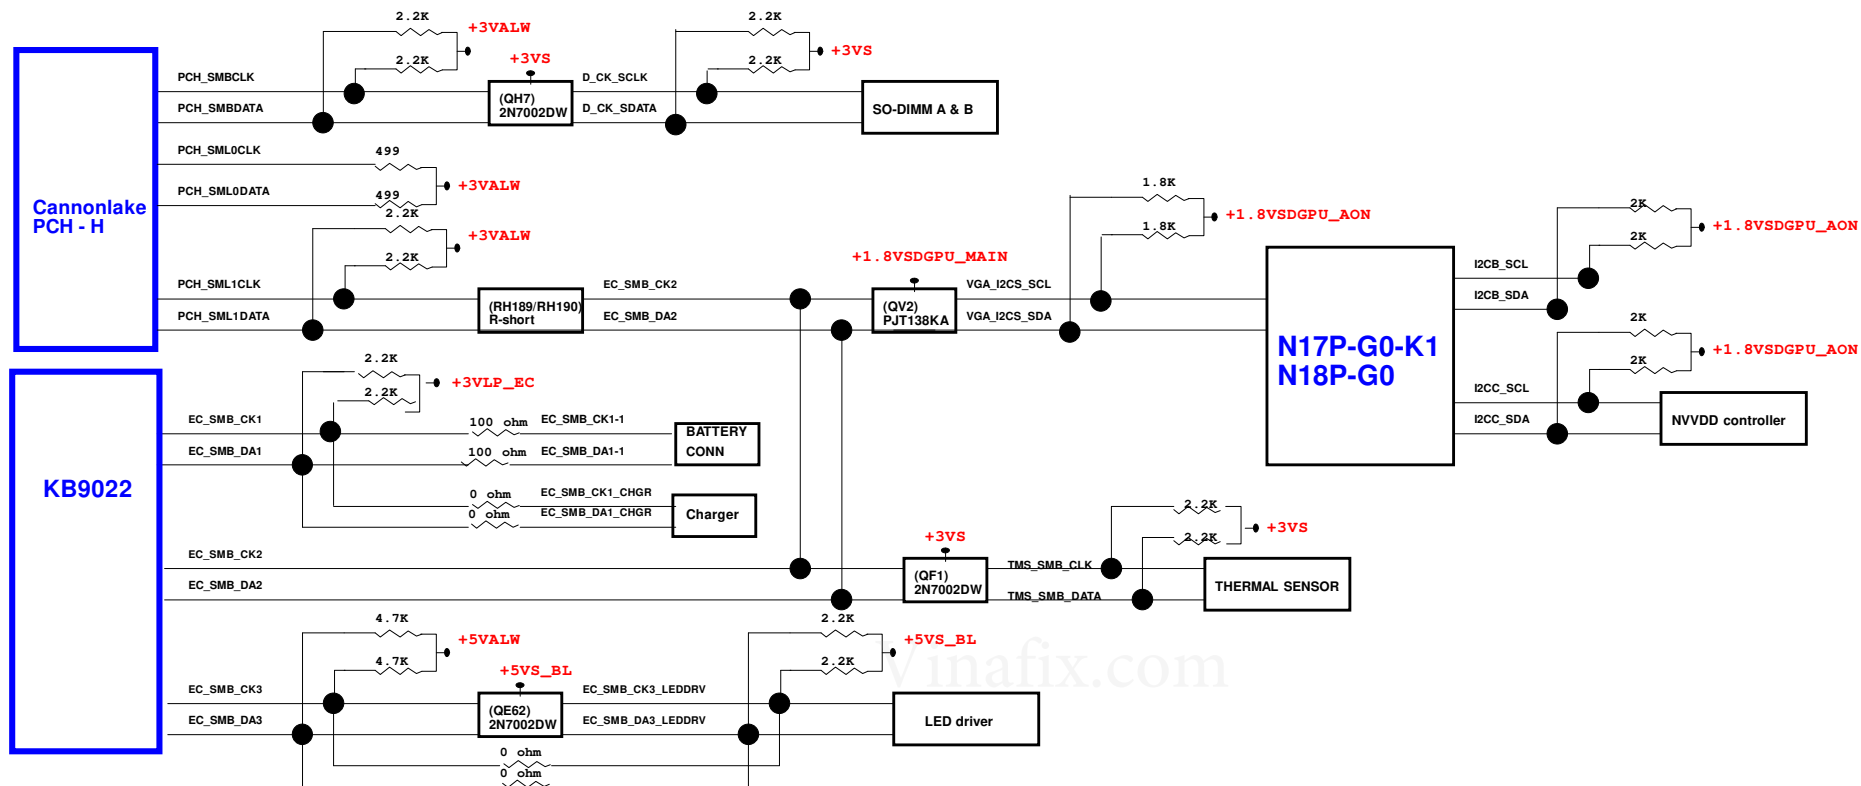 2.2K
+3VALW
2.2K
2.2K
+3VS
2.2K
+3VS
PCH_SMBCLK
PCH_SMBDATA
(QH7)
2N7002DW
D_CK_SCLK
D_CK_SDATA
SO-DIMM A & B
PCH_SML0CLK
499
PCH_SML0DATA
499
+3VALW
Cannonlake
PCH - H
2.2K
2.2K
+3VALW
PCH_SML1CLK
PCH_SML1DATA
(RH189/RH190)
R-short
EC_SMB_CK2
EC_SMB_DA2
+1.8VSDGPU_MAIN
(QV2)
PJT138KA
VGA_I2CS_SCL
VGA_I2CS_SDA
1.8K
1.8K
+1.8VSDGPU_AON
N17P-G0-K1
N18P-G0
2K
2K
+1.8VSDGPU_AON
I2CB_SCL
I2CB_SDA
2K
2K
+1.8VSDGPU_AON
I2CC_SCL
I2CC_SDA
NVVDD controller
KB9022
2.2K
2.2K
+3VLP_EC
EC_SMB_CK1
EC_SMB_DA1
100 ohm
100 ohm
EC_SMB_CK1-1
EC_SMB_DA1-1
BATTERY
CONN
0 ohm
0 ohm
EC_SMB_CK1_CHGR
EC_SMB_DA1_CHGR
Charger
EC_SMB_CK2
EC_SMB_DA2
+3VS
(QF1)
2N7002DW
TMS_SMB_CLK
TMS_SMB_DATA
2.2K
2.2K
+3VS
THERMAL SENSOR
4.7K
4.7K
+5VALW
EC_SMB_CK3
EC_SMB_DA3
+5VS_BL
(QE62)
2N7002DW
EC_SMB_CK3_LEDDRV
EC_SMB_DA3_LEDDRV
2.2K
2.2K
+5VS_BL
LED driver
0 ohm
0 ohm
Vinafix.com